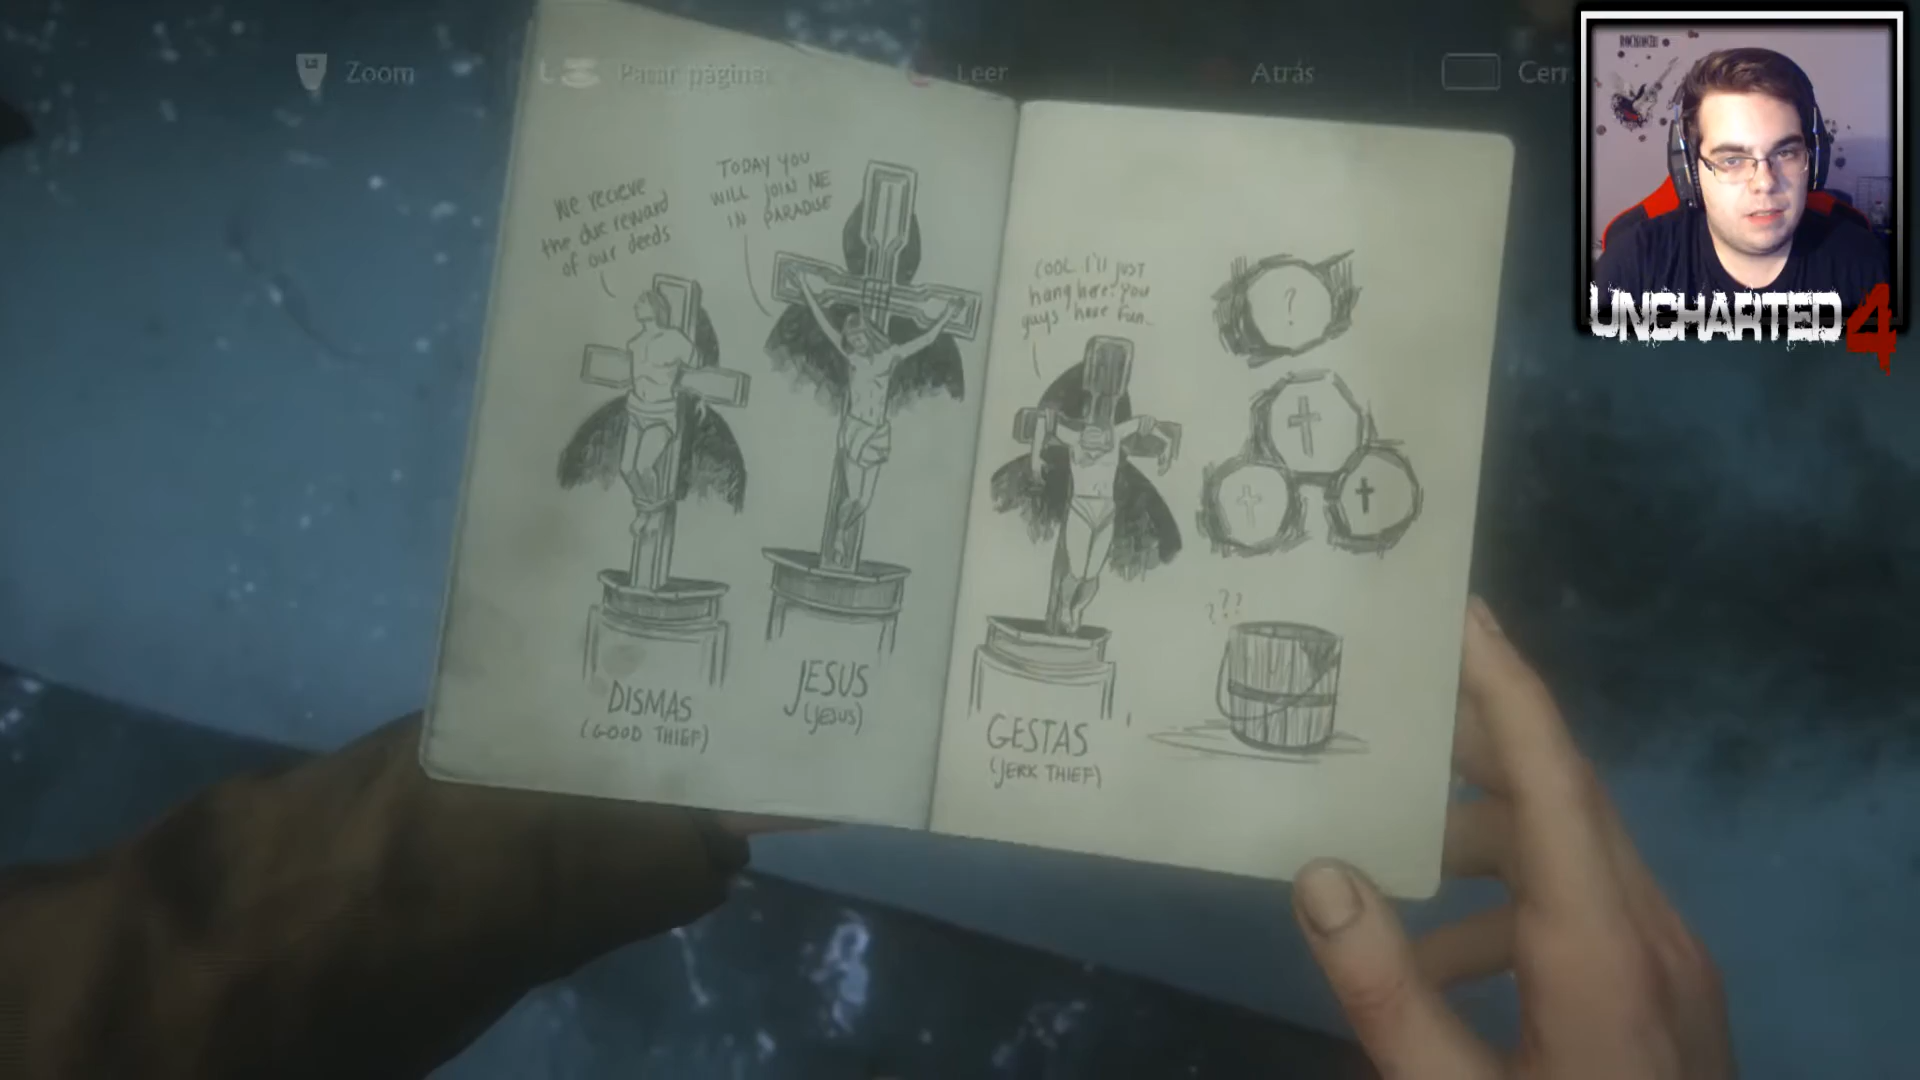 Zoom
Pasar página
Leer
Atrás
Cerr
We recieve
the due reward
of our deeds
TODAY YOU
WILL JOIN ME
IN PARADISE
COOL. I'll JUST
hang here. You
guys have fun...
?
???
DISMAS
(GOOD THIEF)
JESUS
(JESUS)
GESTAS
(JERK THIEF)
UNCHARTED 4